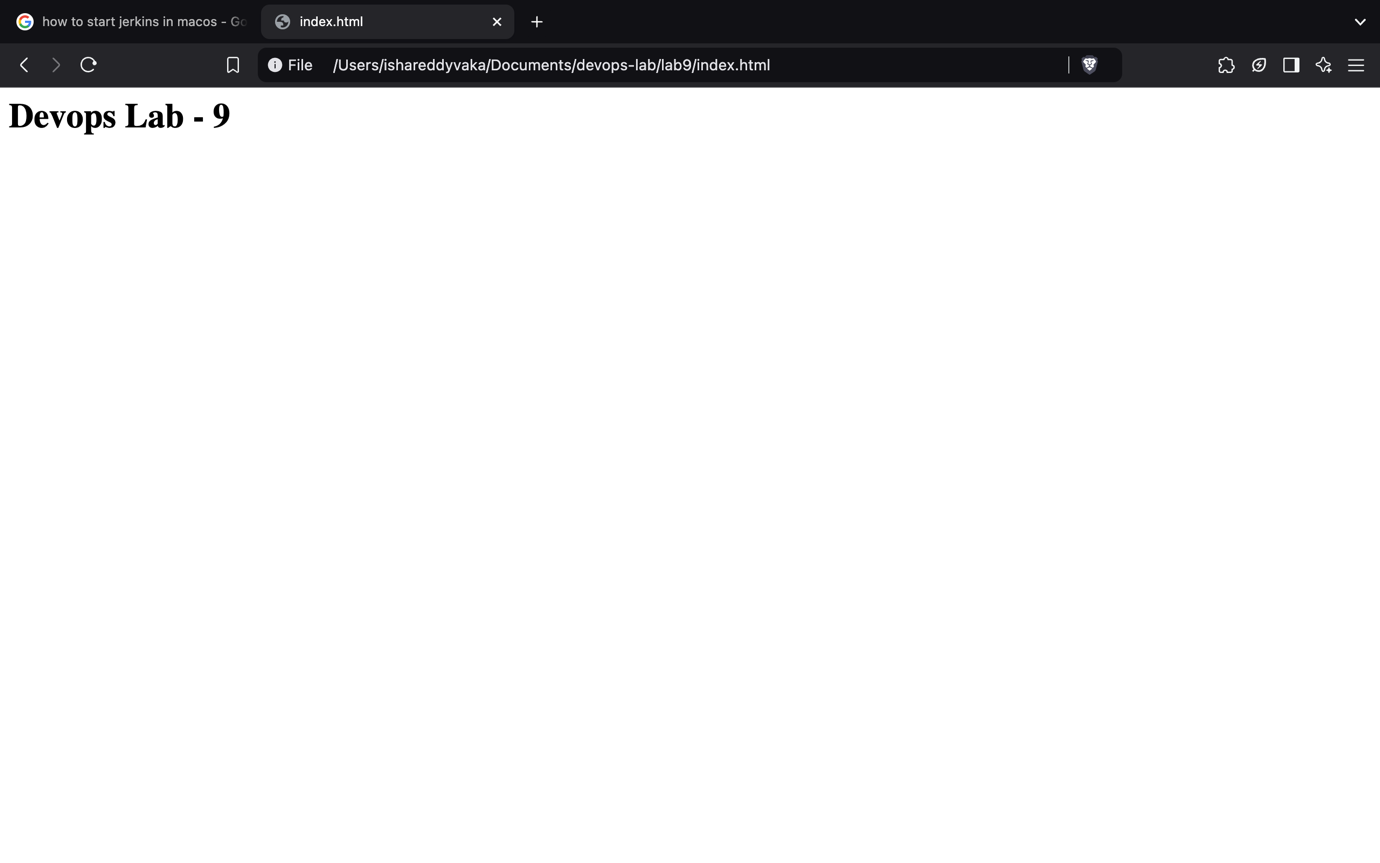 how to start jerkins in macos - Go
index.html
File /Users/ishareddyvaka/Documents/devops-lab/lab9/index.html
Devops Lab - 9